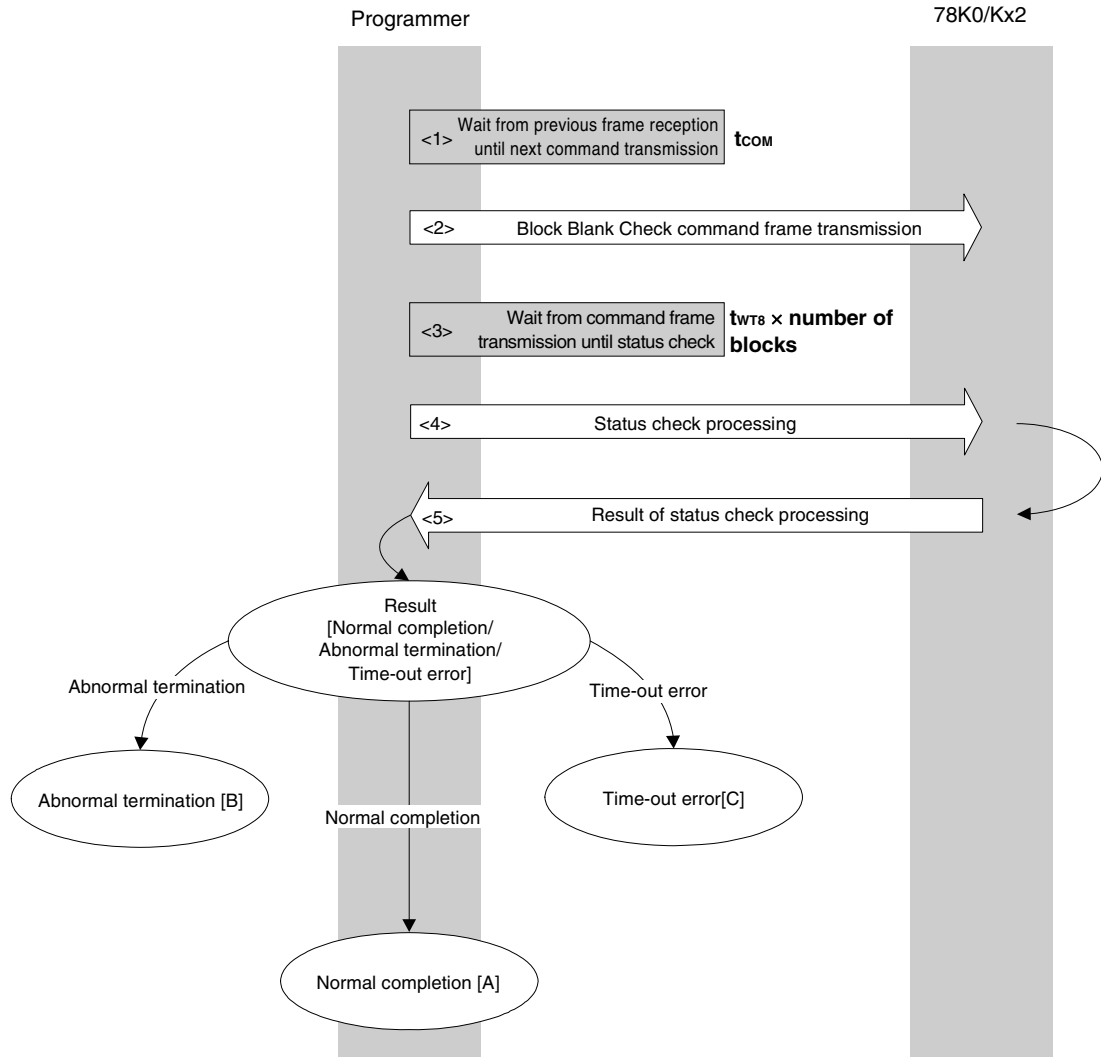 Programmer
78K0/Kx2
<1> Wait from previous frame reception
until next command transmission
tCOM
<2> Block Blank Check command frame transmission
<3> Wait from command frame
transmission until status check
tWT8 × number of
blocks
<4> Status check processing
<5> Result of status check processing
Result
[Normal completion/
Abnormal termination/
Time-out error]
Abnormal termination
Time-out error
Abnormal termination [B]
Time-out error[C]
Normal completion
Normal completion [A]